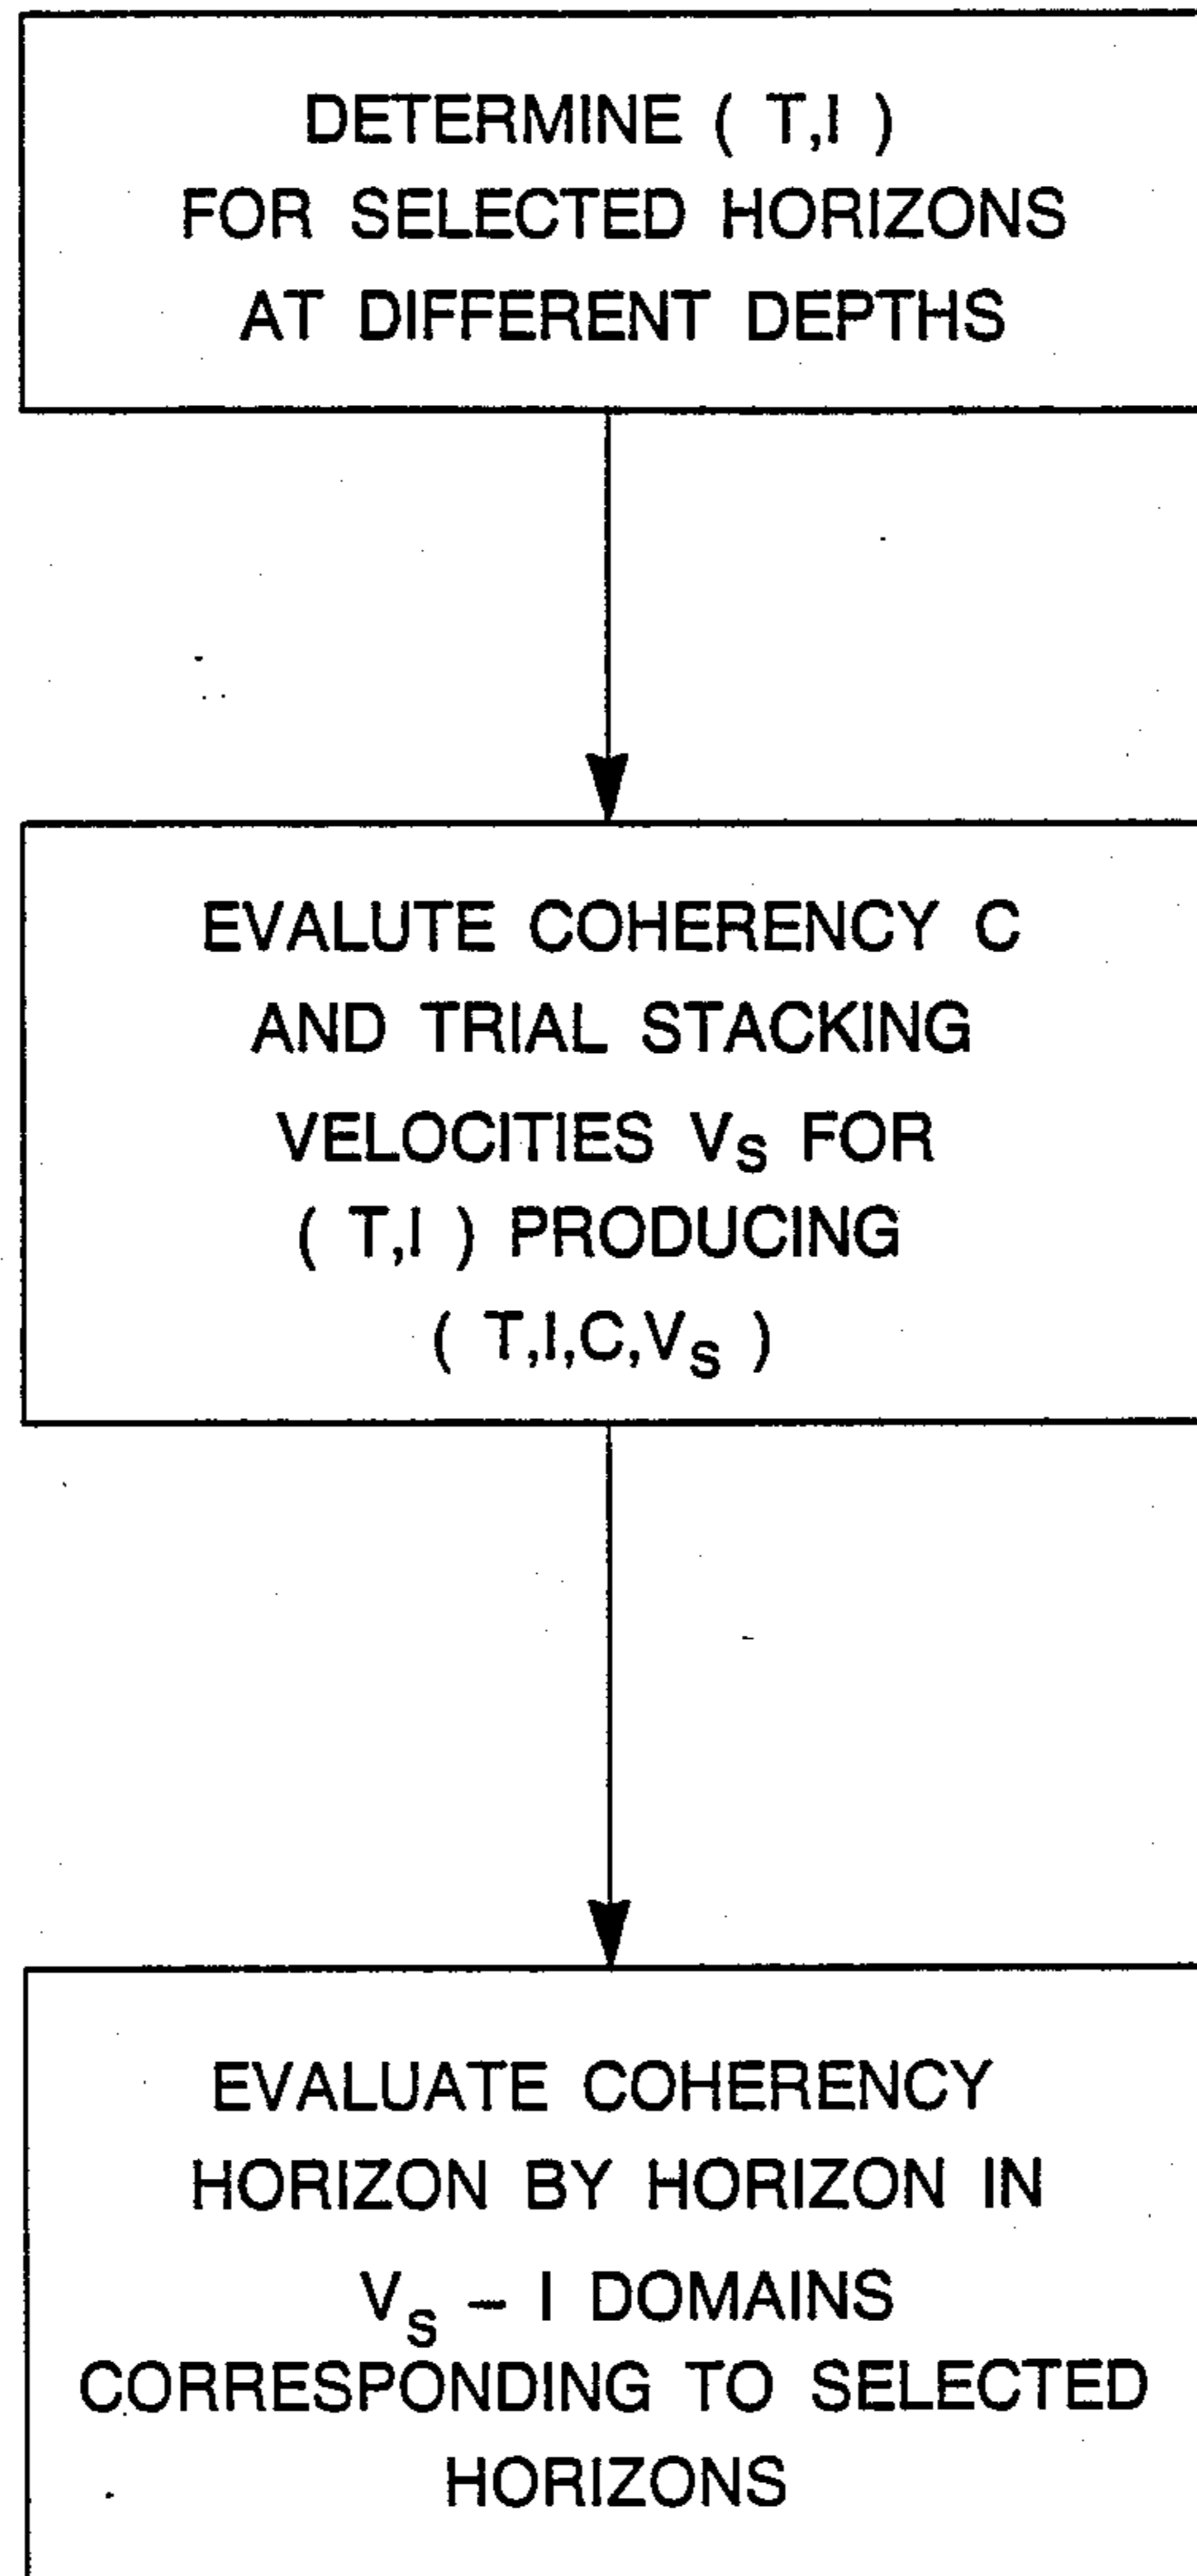 DETERMINE ( T,I )
FOR SELECTED HORIZONS
AT DIFFERENT DEPTHS
EVALUTE COHERENCY C
AND TRIAL STACKING
VELOCITIES VS FOR
( T,I ) PRODUCING
( T,I,C,VS )
EVALUATE COHERENCY
HORIZON BY HORIZON IN
VS – I DOMAINS
CORRESPONDING TO SELECTED
HORIZONS